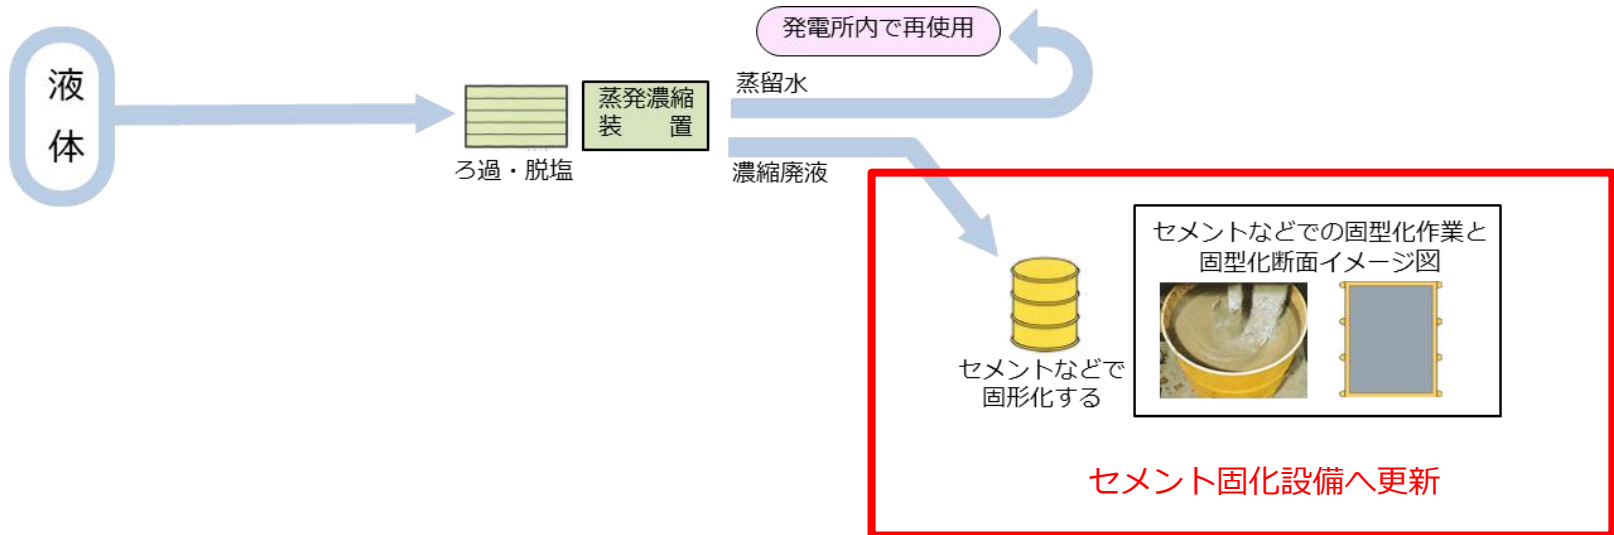 液
体
ろ過・脱塩
蒸発濃縮
装　置
蒸留水
発電所内で再使用
濃縮廃液
セメントなどで
固形化する
セメントなどでの固型化作業と
固型化断面イメージ図
セメント固化設備へ更新